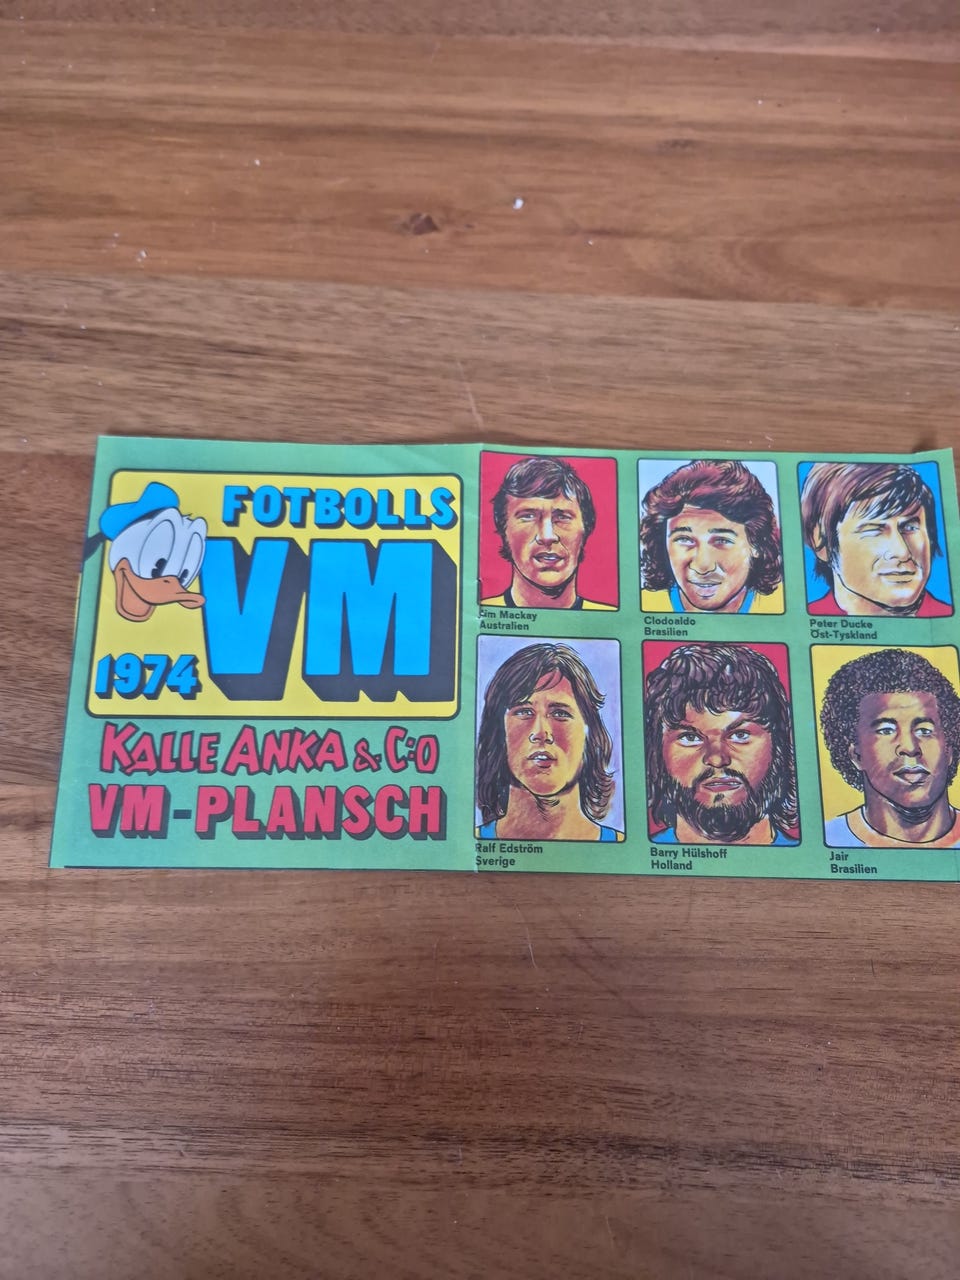 FOTBOLLS
VM
1974
KALLE ANKA & C:O
VM-PLANSCH
Jim Mackay
Australien
Clodoaldo
Brasilien
Peter Ducke
Öst-Tyskland
Ralf Edström
Sverige
Barry Hülshoff
Holland
Jair
Brasilien